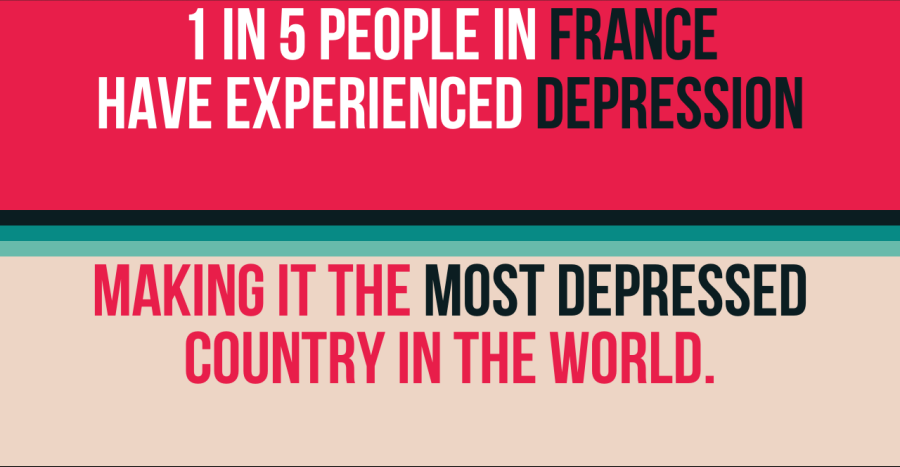 1 IN 5 PEOPLE IN FRANCE
HAVE EXPERIENCED DEPRESSION
MAKING IT THE MOST DEPRESSED
COUNTRY IN THE WORLD.